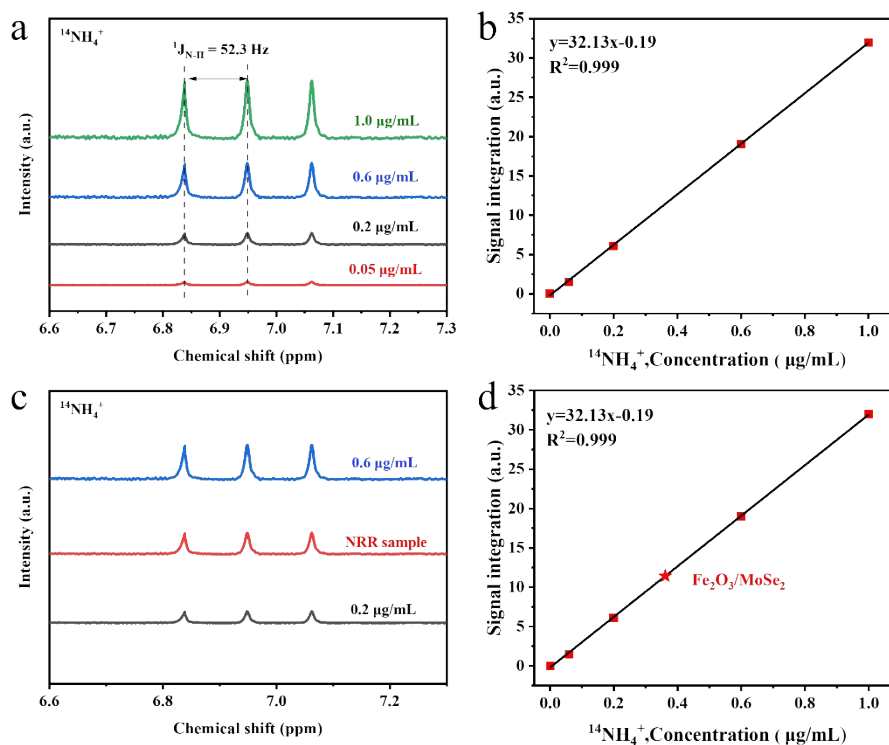 a
¹⁴NH₄⁺
¹J_N-H = 52.3 Hz
1.0 μg/mL
0.6 μg/mL
0.2 μg/mL
0.05 μg/mL
Intensity (a.u.)
6.6 6.7 6.8 6.9 7.0 7.1 7.2 7.3
Chemical shift (ppm)
b
y=32.13x-0.19
R²=0.999
Signal integration (a.u.)
35
30
25
20
15
10
5
0
0.0 0.2 0.4 0.6 0.8 1.0
¹⁴NH₄⁺,Concentration ( μg/mL)
c
¹⁴NH₄⁺
0.6 μg/mL
NRR sample
0.2 μg/mL
Intensity (a.u.)
6.6 6.8 7.0 7.2
Chemical shift (ppm)
d
y=32.13x-0.19
R²=0.999
Fe₂O₃/MoSe₂
Signal integration (a.u.)
35
30
25
20
15
10
5
0
0.0 0.2 0.4 0.6 0.8 1.0
¹⁴NH₄⁺,Concentration ( μg/mL)